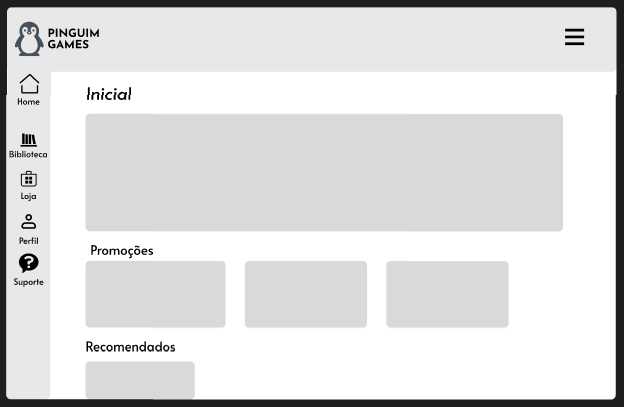 PINGUIM
GAMES
Home
Biblioteca
Loja
Perfil
Suporte
Inicial
Promoções
Recomendados